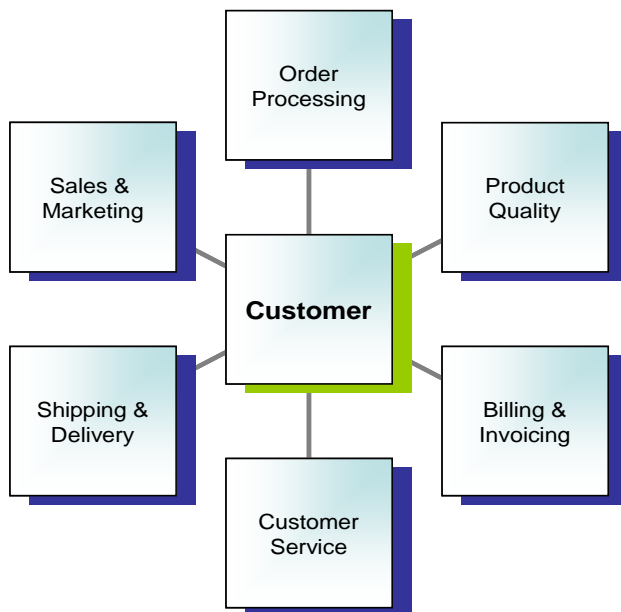 Order
Processing
Sales &
Marketing
Product
Quality
Customer
Shipping &
Delivery
Billing &
Invoicing
Customer
Service